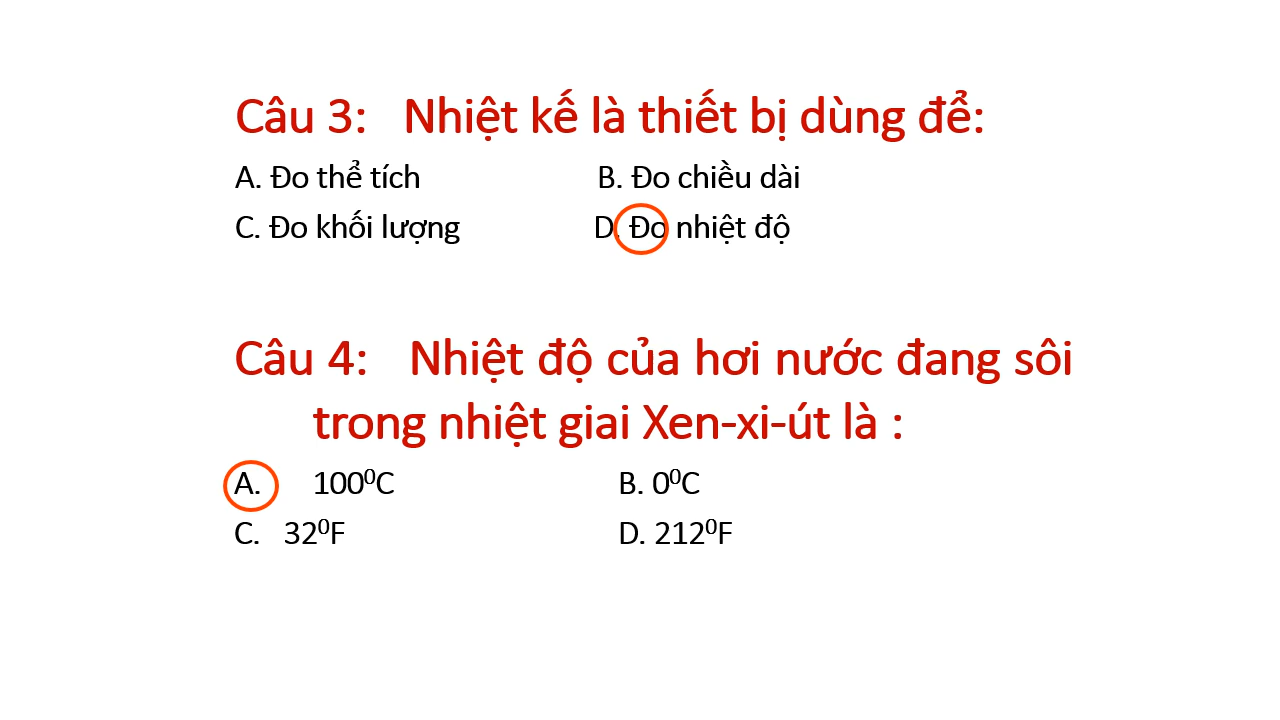 Câu 3: Nhiệt kế là thiết bị dùng để:
A. Đo thể tích B. Đo chiều dài
C. Đo khối lượng D. Đo nhiệt độ
Câu 4: Nhiệt độ của hơi nước đang sôi
trong nhiệt giai Xen-xi-út là :
A. 100⁰C B. 0⁰C
C. 32⁰F D. 212⁰F